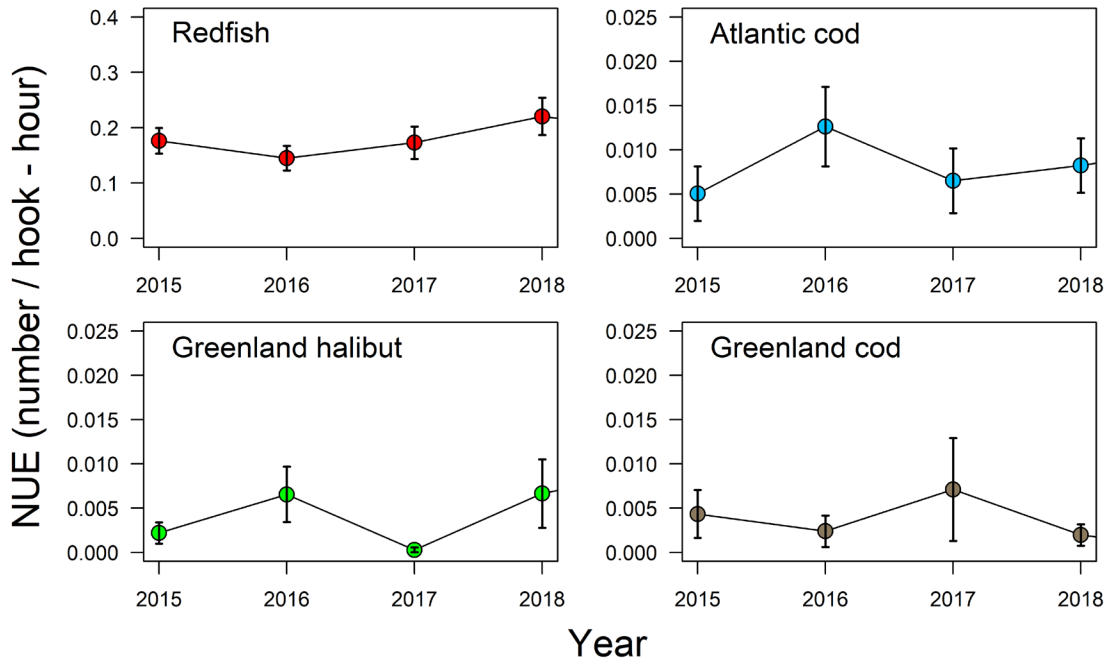 NUE (number / hook - hour)
Redfish
0.4
0.3
0.2
0.1
0.0
2015 2016 2017 2018
Atlantic cod
0.025
0.020
0.015
0.010
0.005
0.000
2015 2016 2017 2018
Greenland halibut
0.025
0.020
0.015
0.010
0.005
0.000
2015 2016 2017 2018
Greenland cod
0.025
0.020
0.015
0.010
0.005
0.000
2015 2016 2017 2018
Year